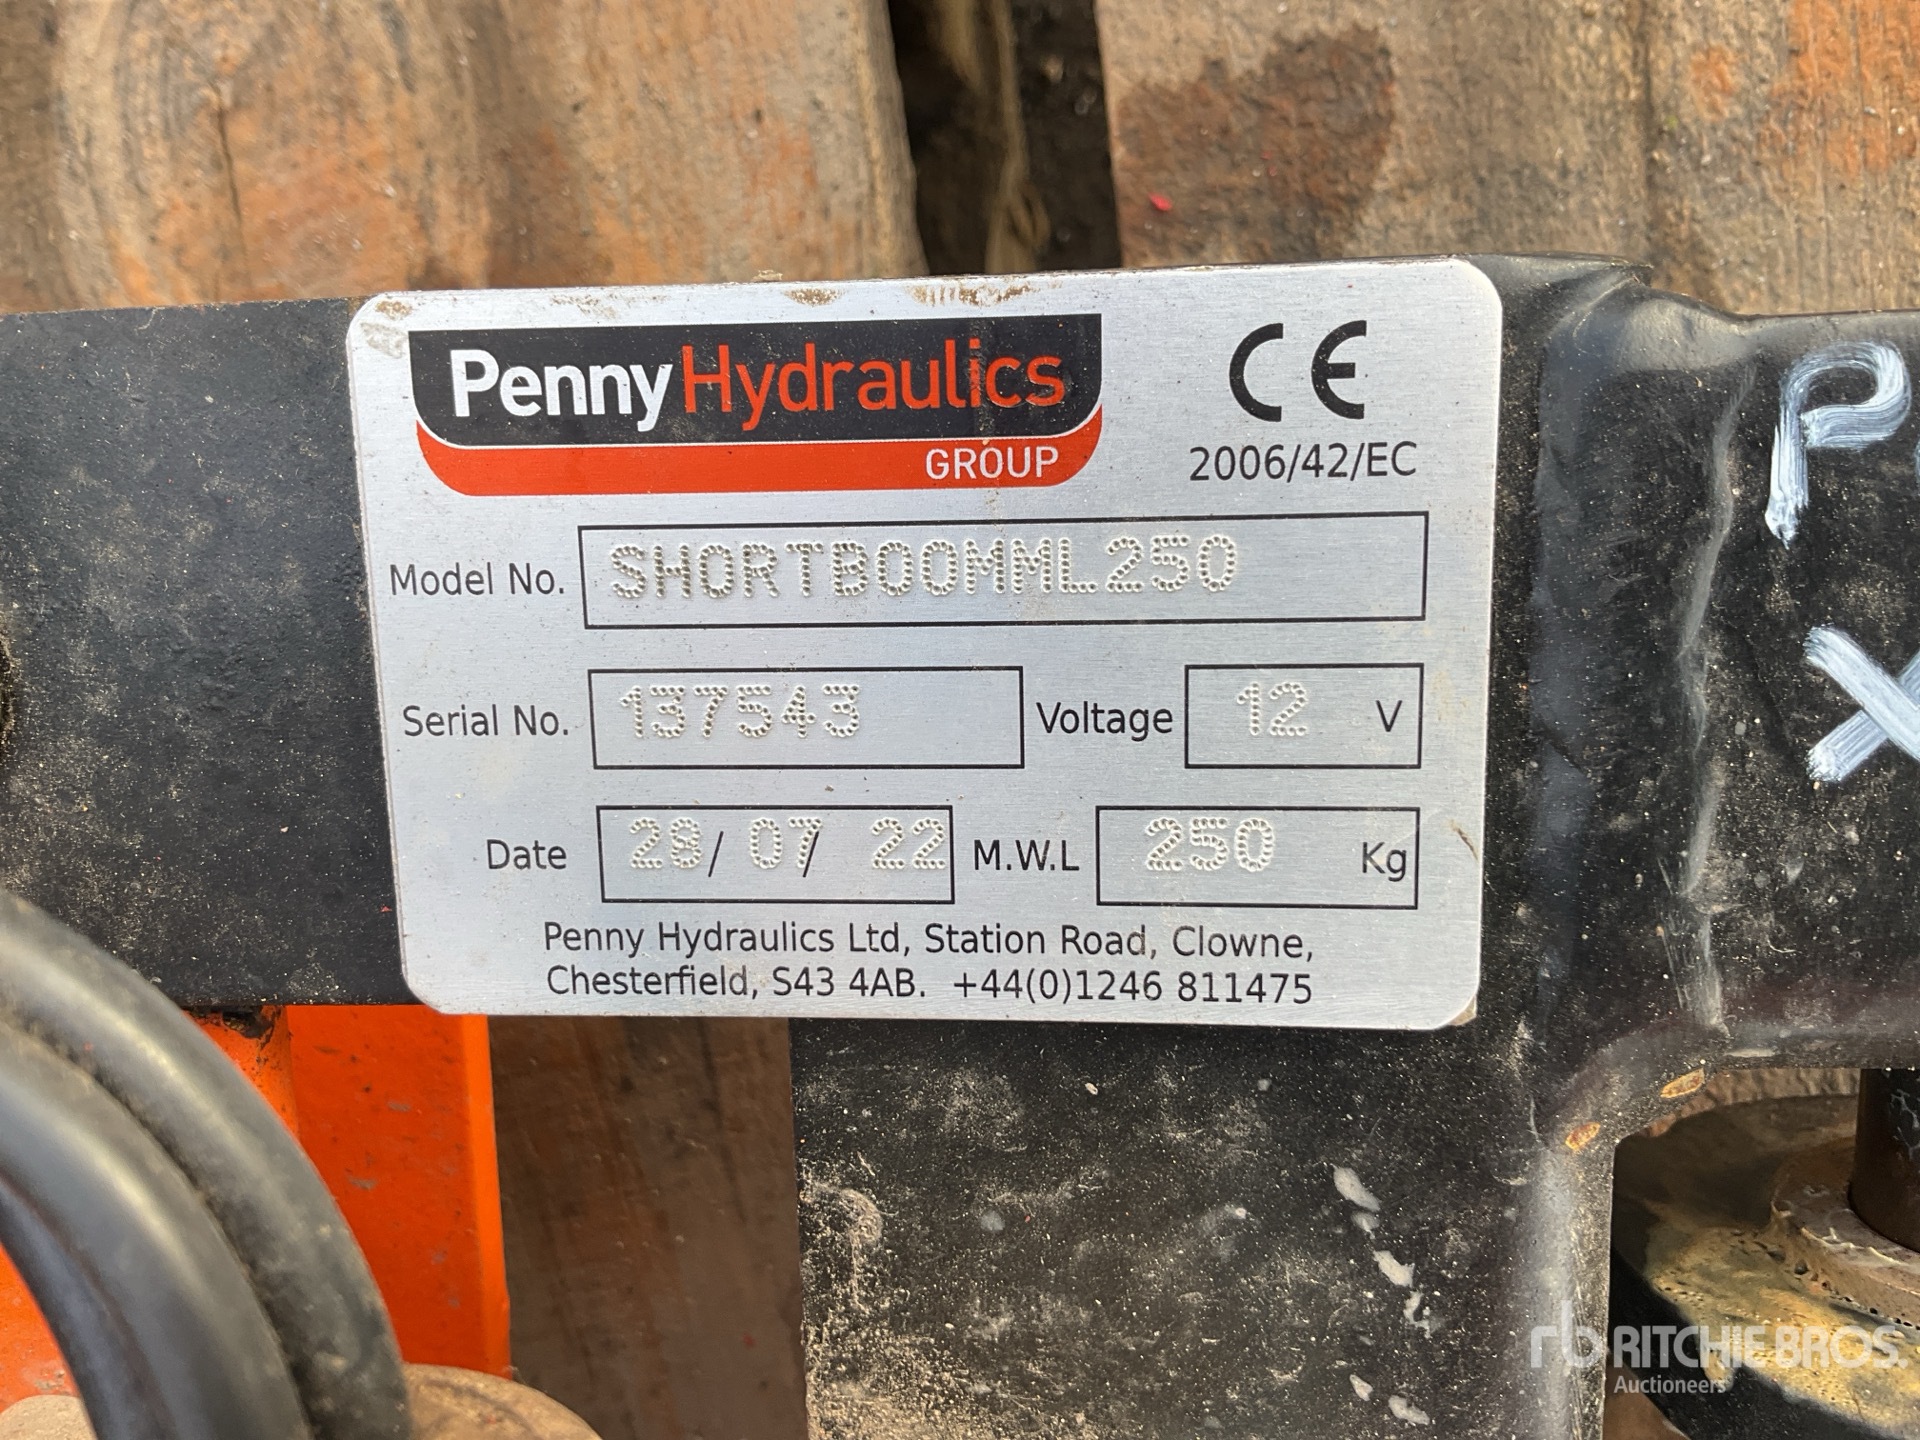 Penny Hydraulics
GROUP
CE
2006/42/EC
Model No. SHORTBOOMML250
Serial No. 137543 Voltage 12 V
Date 28/ 07/ 22 M.W.L 250 Kg
Penny Hydraulics Ltd, Station Road, Clowne,
Chesterfield, S43 4AB. +44(0)1246 811475
P
X
rb RITCHIE BROS.
Auctioneers